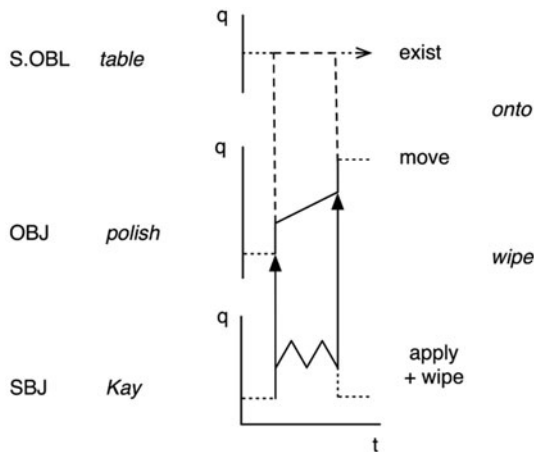 q
S.OBL table exist
onto
q
move
OBJ polish
wipe
q
apply
SBJ Kay + wipe
t